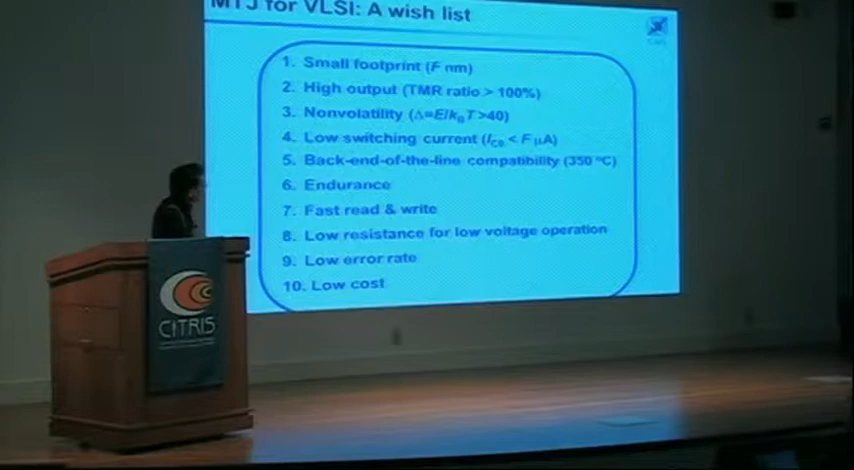 MTJ for VLSI: A wish list
1. Small footprint (F nm)
2. High output (TMR ratio > 100%)
3. Nonvolatility (Δ=E/kBT>40)
4. Low switching current (IC0 < F μA)
5. Back-end-of-the-line compatibility (350 °C)
6. Endurance
7. Fast read & write
8. Low resistance for low voltage operation
9. Low error rate
10. Low cost
CITRIS